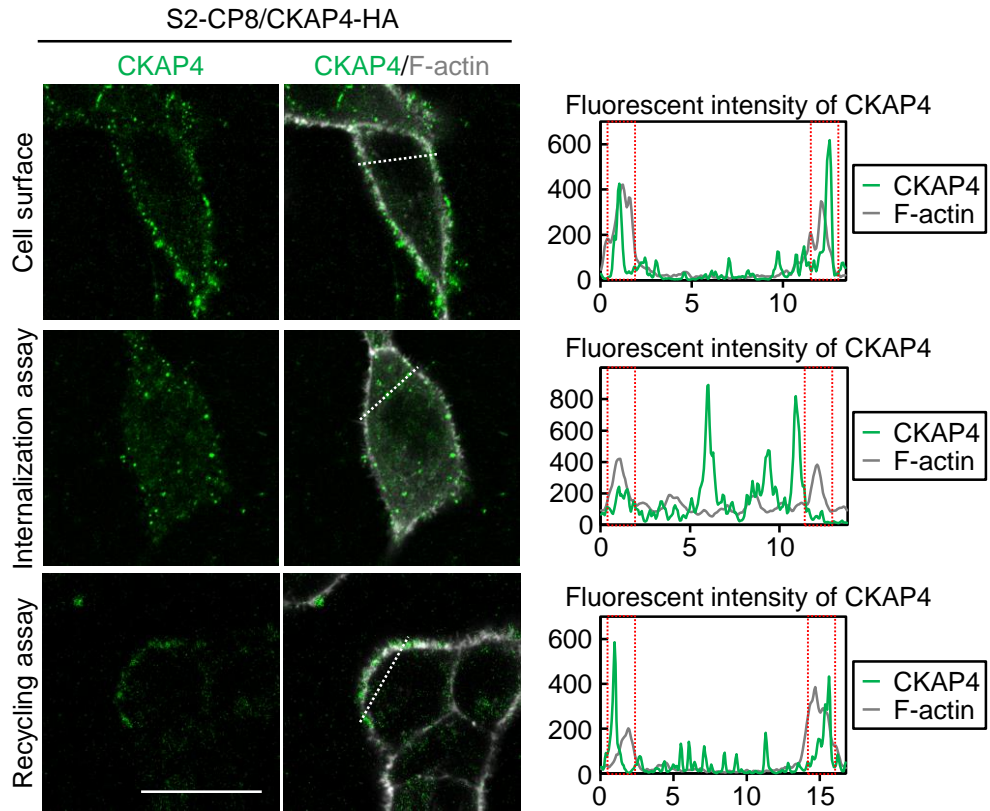 S2-CP8/CKAP4-HA
CKAP4
CKAP4/F-actin
Cell surface
Fluorescent intensity of CKAP4
600
400
200
0
0 5 10
CKAP4
F-actin
Internalization assay
Fluorescent intensity of CKAP4
800
600
400
200
0
0 5 10
CKAP4
F-actin
Recycling assay
Fluorescent intensity of CKAP4
600
400
200
0
0 5 10 15
CKAP4
F-actin